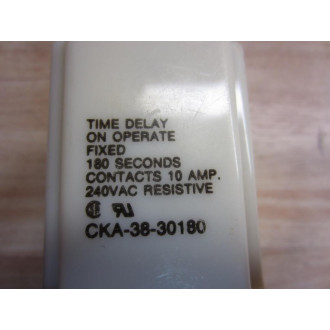 TIME DELAY
ON OPERATE
FIXED
180 SECONDS
CONTACTS 10 AMP.
240VAC RESISTIVE
CKA-38-30180